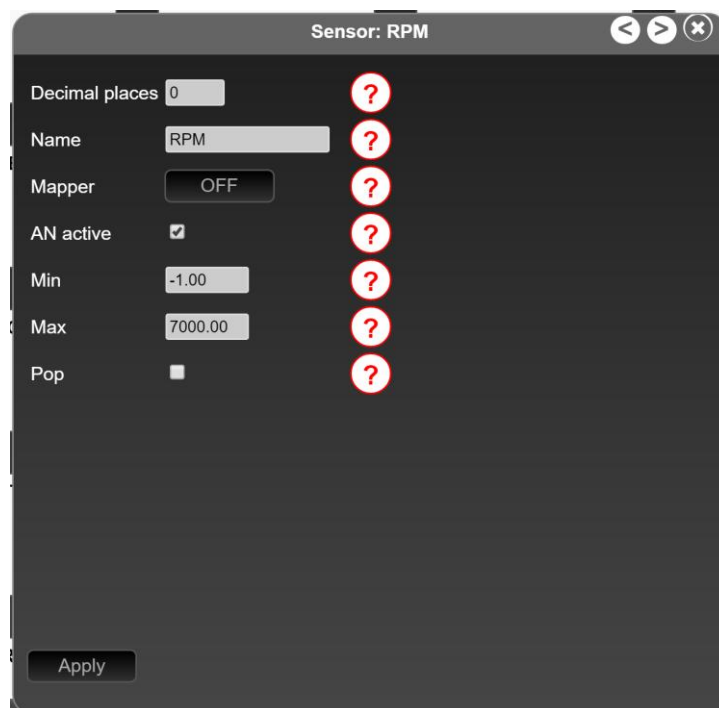 Sensor: RPM
< >
Decimal places 0 ?
Name RPM ?
Mapper OFF ?
AN active ?
Min -1.00 ?
Max 7000.00 ?
Pop ?
Apply